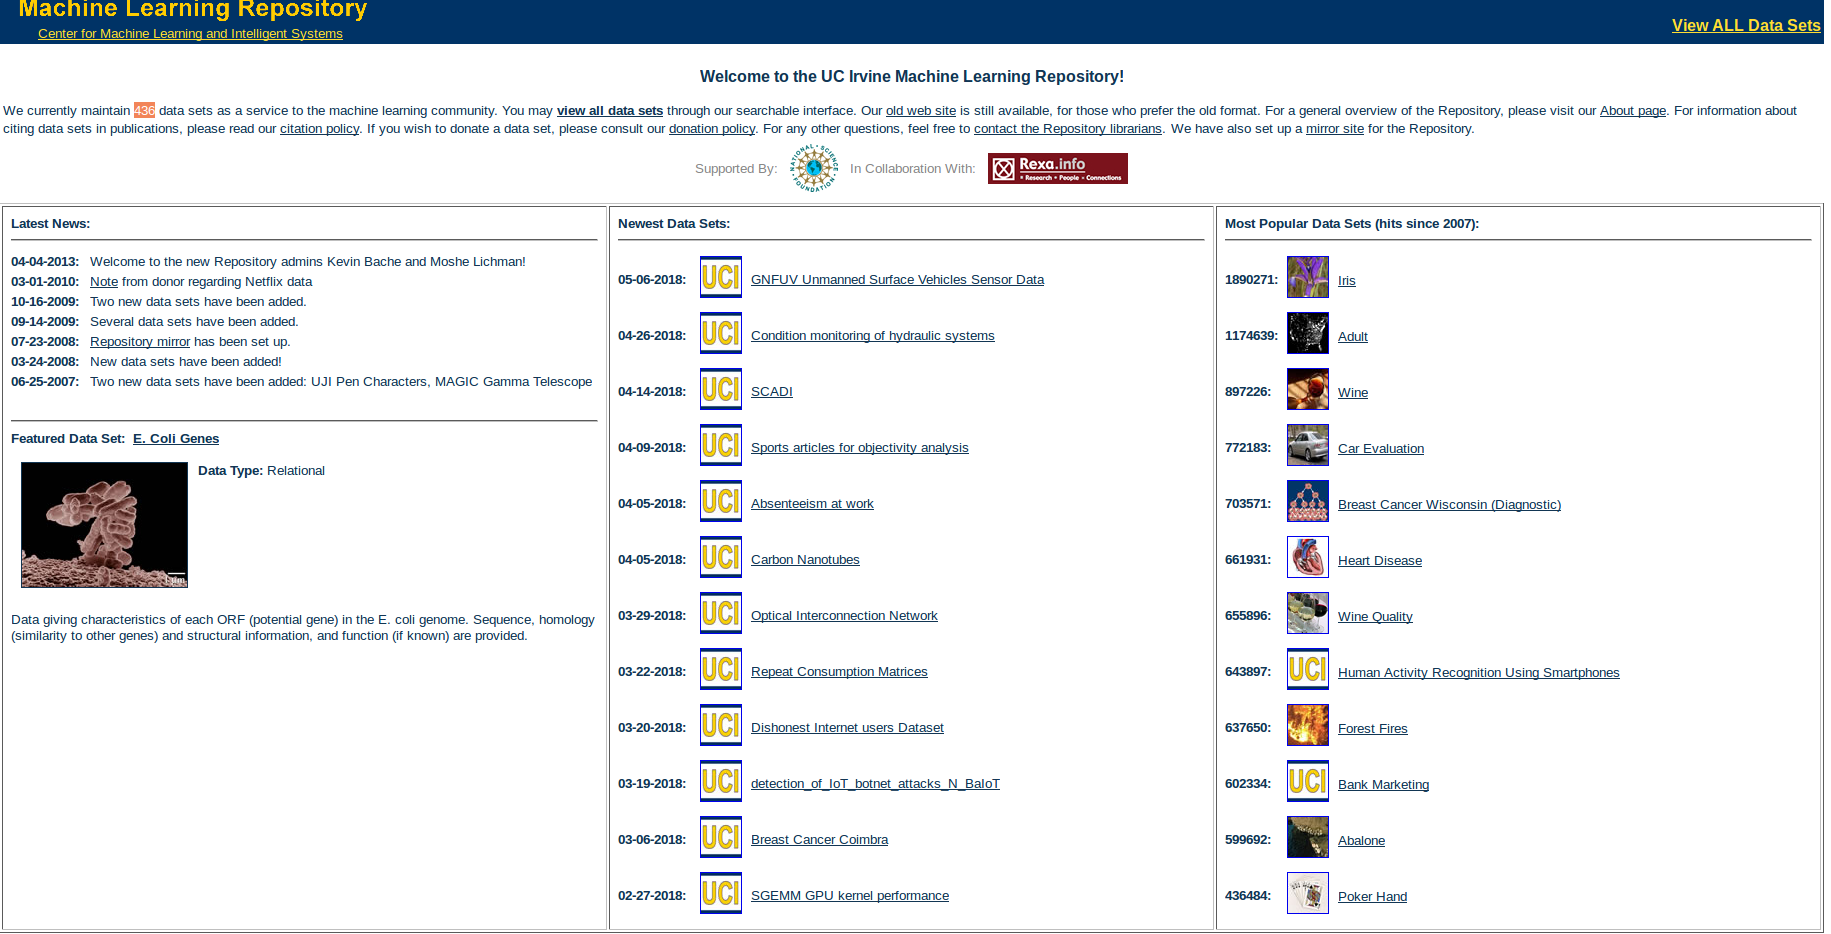 Machine Learning Repository
Center for Machine Learning and Intelligent Systems
View ALL Data Sets
Welcome to the UC Irvine Machine Learning Repository!
We currently maintain 436 data sets as a service to the machine learning community. You may view all data sets through our searchable interface. Our old web site is still available, for those who prefer the old format. For a general overview of the Repository, please visit our About page. For information about
citing data sets in publications, please read our citation policy. If you wish to donate a data set, please consult our donation policy. For any other questions, feel free to contact the Repository librarians. We have also set up a mirror site for the Repository.
Supported By: NATIONAL SCIENCE FOUNDATION In Collaboration With: Rexa.info
• Research • People • Connections
Latest News:
04-04-2013: Welcome to the new Repository admins Kevin Bache and Moshe Lichman!
03-01-2010: Note from donor regarding Netflix data
10-16-2009: Two new data sets have been added.
09-14-2009: Several data sets have been added.
07-23-2008: Repository mirror has been set up.
03-24-2008: New data sets have been added!
06-25-2007: Two new data sets have been added: UJI Pen Characters, MAGIC Gamma Telescope
Featured Data Set: E. Coli Genes
Data Type: Relational
1 µm
Data giving characteristics of each ORF (potential gene) in the E. coli genome. Sequence, homology
(similarity to other genes) and structural information, and function (if known) are provided.
Newest Data Sets:
05-06-2018: UCI GNFUV Unmanned Surface Vehicles Sensor Data
04-26-2018: UCI Condition monitoring of hydraulic systems
04-14-2018: UCI SCADI
04-09-2018: UCI Sports articles for objectivity analysis
04-05-2018: UCI Absenteeism at work
04-05-2018: UCI Carbon Nanotubes
03-29-2018: UCI Optical Interconnection Network
03-22-2018: UCI Repeat Consumption Matrices
03-20-2018: UCI Dishonest Internet users Dataset
03-19-2018: UCI detection_of_IoT_botnet_attacks_N_BaIoT
03-06-2018: UCI Breast Cancer Coimbra
02-27-2018: UCI SGEMM GPU kernel performance
Most Popular Data Sets (hits since 2007):
1890271: Iris
1174639: Adult
897226: Wine
772183: Car Evaluation
703571: Breast Cancer Wisconsin (Diagnostic)
661931: Heart Disease
655896: Wine Quality
643897: UCI Human Activity Recognition Using Smartphones
637650: Forest Fires
602334: UCI Bank Marketing
599692: Abalone
436484: Poker Hand